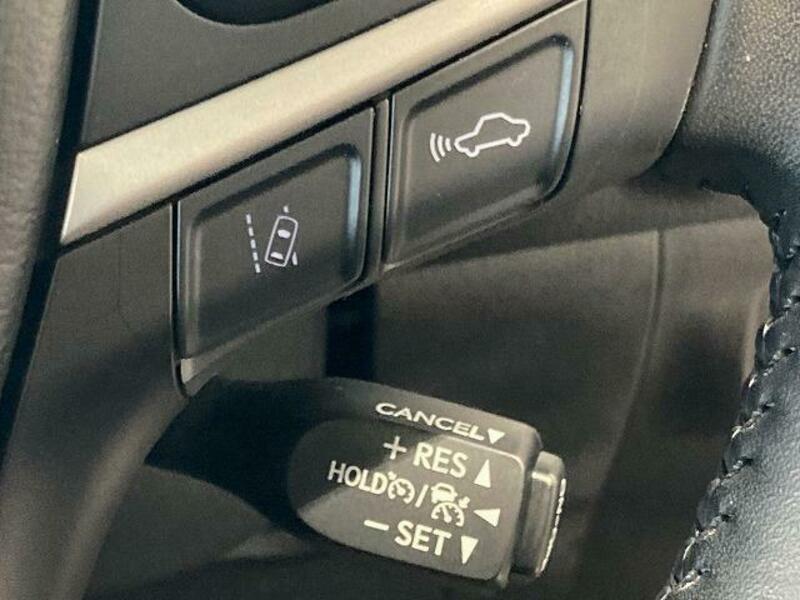 CANCEL▼
+ RES ▲
HOLD / ◀
− SET ▼